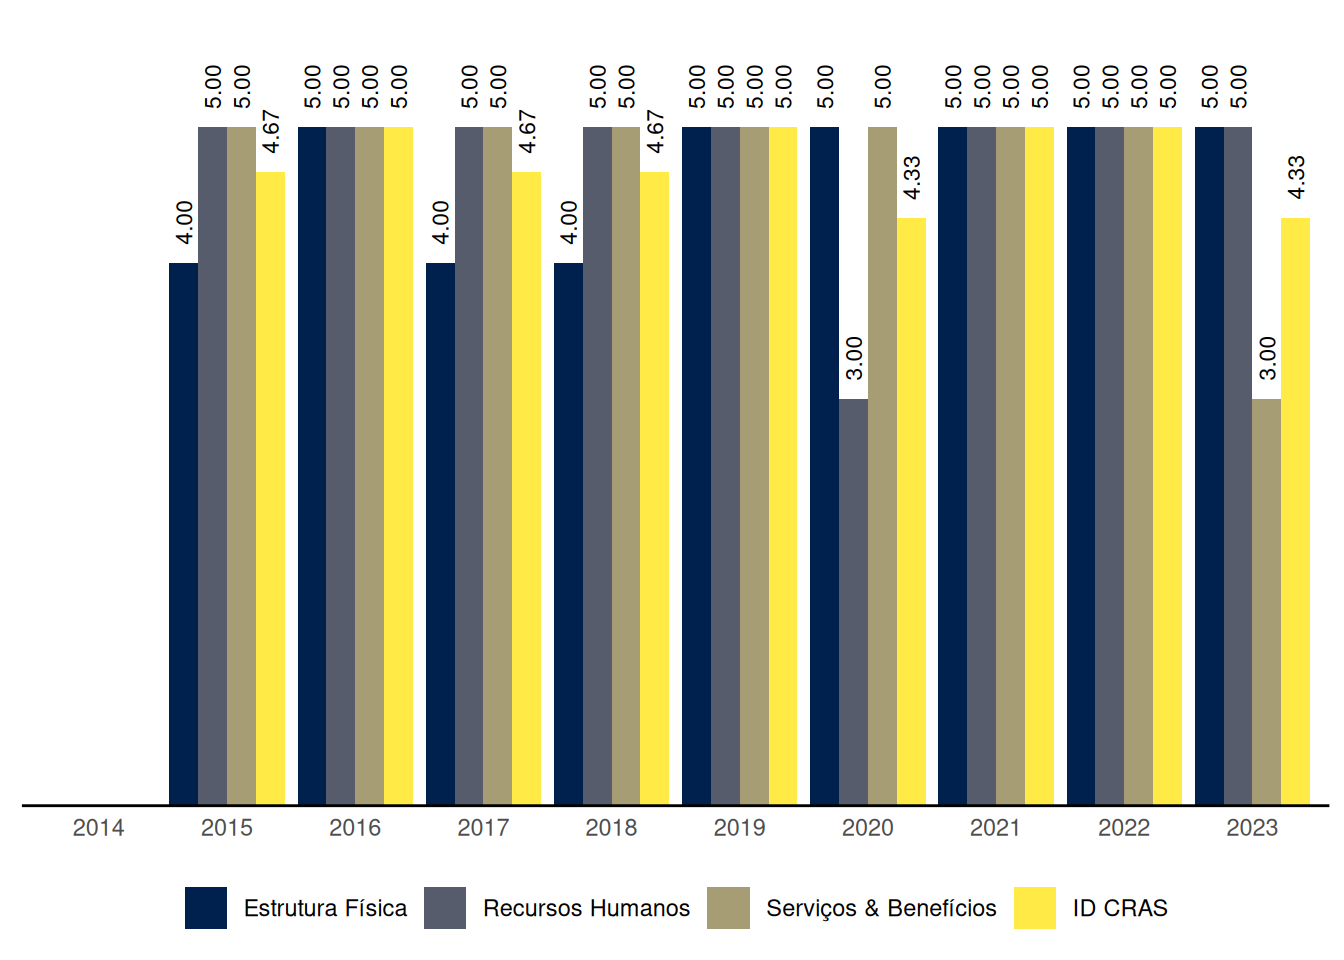 5.00 5.00 5.00 5.00 5.00 5.00 5.00 5.00 5.00 5.00 5.00 5.00 5.00 5.00 5.00 5.00 5.00 5.00 5.00 5.00 5.00 5.00 5.00 5.00 5.00 5.00
4.67 4.67 4.67
4.33 4.33
4.00 4.00 4.00
3.00 3.00
2014 2015 2016 2017 2018 2019 2020 2021 2022 2023
Estrutura Física Recursos Humanos Serviços & Benefícios ID CRAS